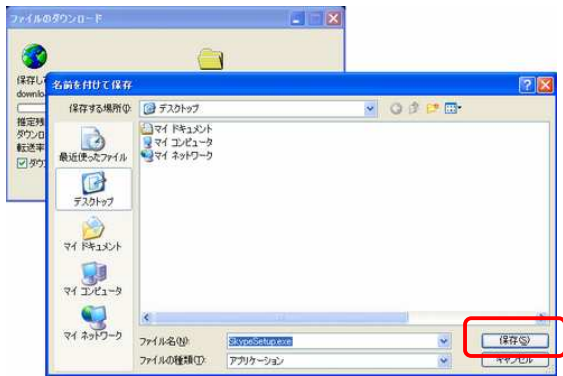 ファイルのダウンロード
保存し
downlo
推定残
ダウンロ
転送率
ダウ
名前を付けて保存
保存する場所(I):
デスクトップ
最近使ったファイル
デスクトップ
マイ ドキュメント
マイ コンピュータ
マイ ネットワーク
マイ ドキュメント
マイ コンピュータ
マイ ネットワーク
ファイル名(N):
SkypeSetup.exe
保存(S)
ファイルの種類(T):
アプリケーション
キャンセル